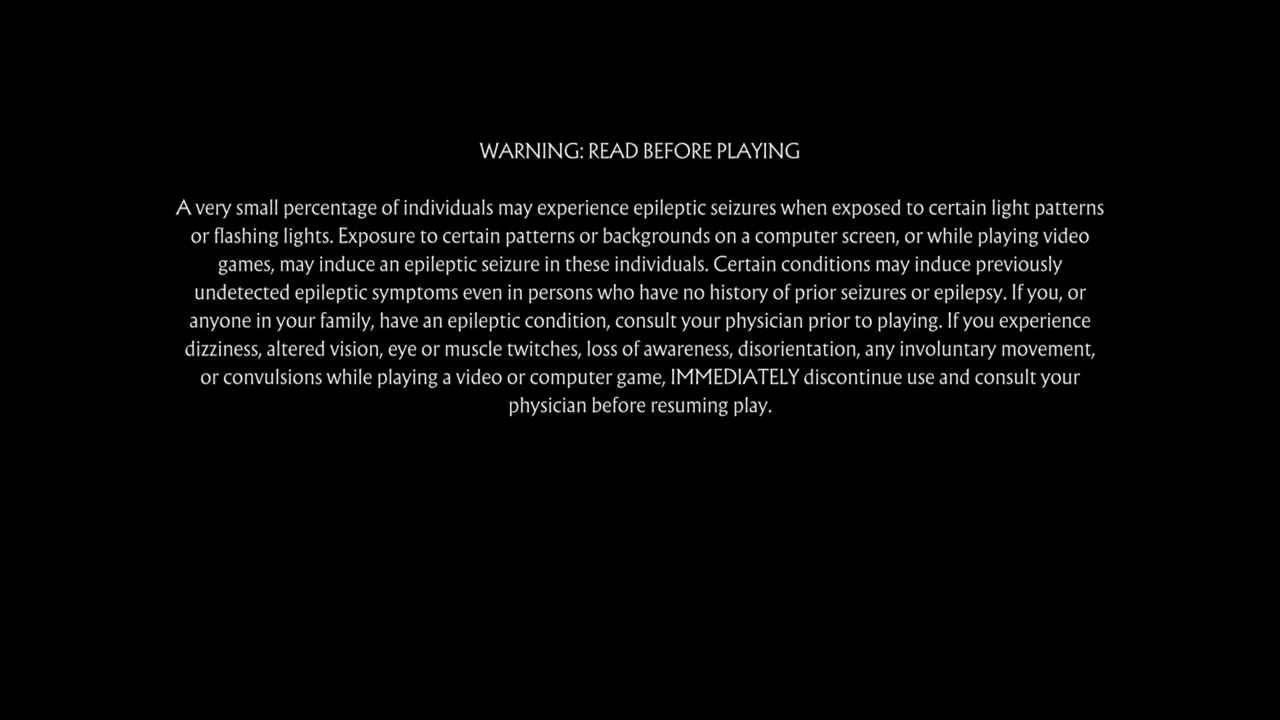 WARNING: READ BEFORE PLAYING
A very small percentage of individuals may experience epileptic seizures when exposed to certain light patterns
or flashing lights. Exposure to certain patterns or backgrounds on a computer screen, or while playing video
games, may induce an epileptic seizure in these individuals. Certain conditions may induce previously
undetected epileptic symptoms even in persons who have no history of prior seizures or epilepsy. If you, or
anyone in your family, have an epileptic condition, consult your physician prior to playing. If you experience
dizziness, altered vision, eye or muscle twitches, loss of awareness, disorientation, any involuntary movement,
or convulsions while playing a video or computer game, IMMEDIATELY discontinue use and consult your
physician before resuming play.